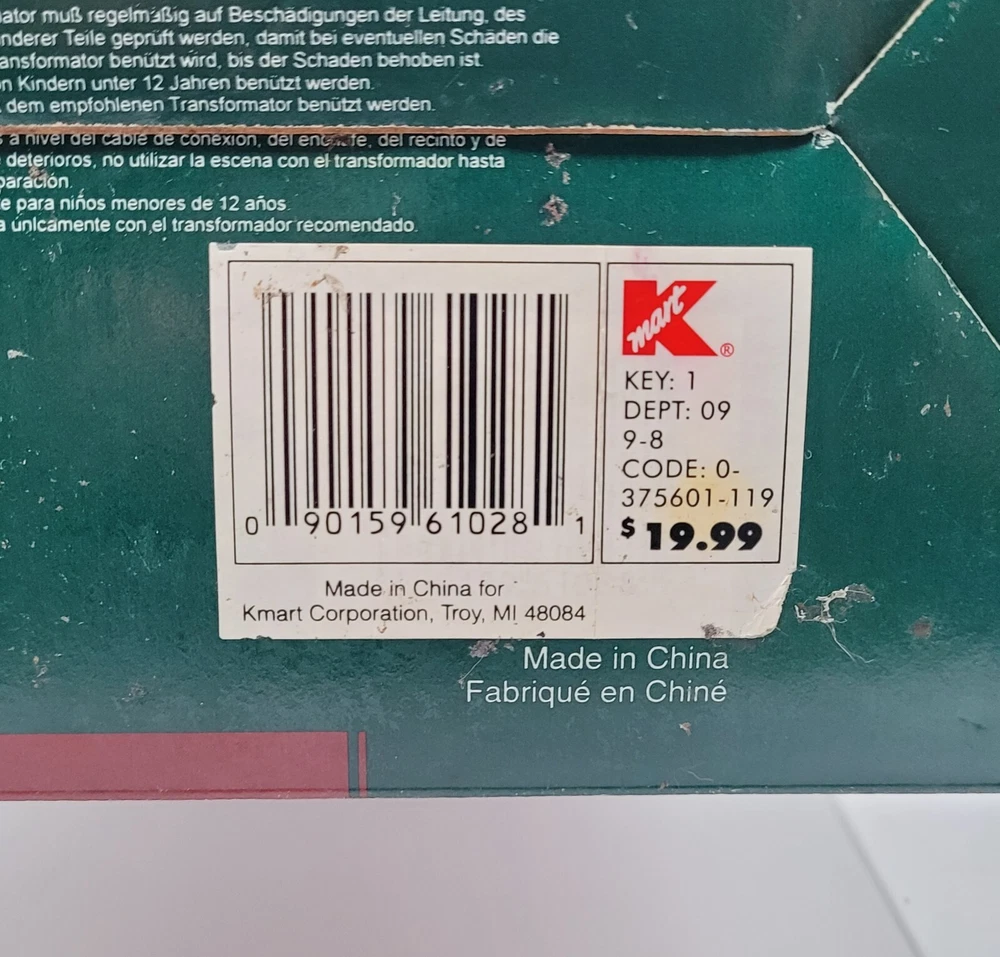 ator muß regelmäßig auf Beschädigungen der Leitung, des
nderer Teile geprüft werden, damit bei eventuellen Schäden die
ansformator benützt wird, bis der Schaden behoben ist.
n Kindern unter 12 Jahren benützt werden.
dem empfohlenen Transformator benützt werden.
a nivel del cable de conexión, del enchufe, del recinto y de
deterioros, no utilizar la escena con el transformador hasta
paración.
e para niños menores de 12 años.
a únicamente con el transformador recomendado.
K mart ®
KEY: 1
DEPT: 09
9-8
CODE: 0-
375601-119
$19.99
0 90159 61028 1
Made in China for
Kmart Corporation, Troy, MI 48084
Made in China
Fabriqué en Chiné